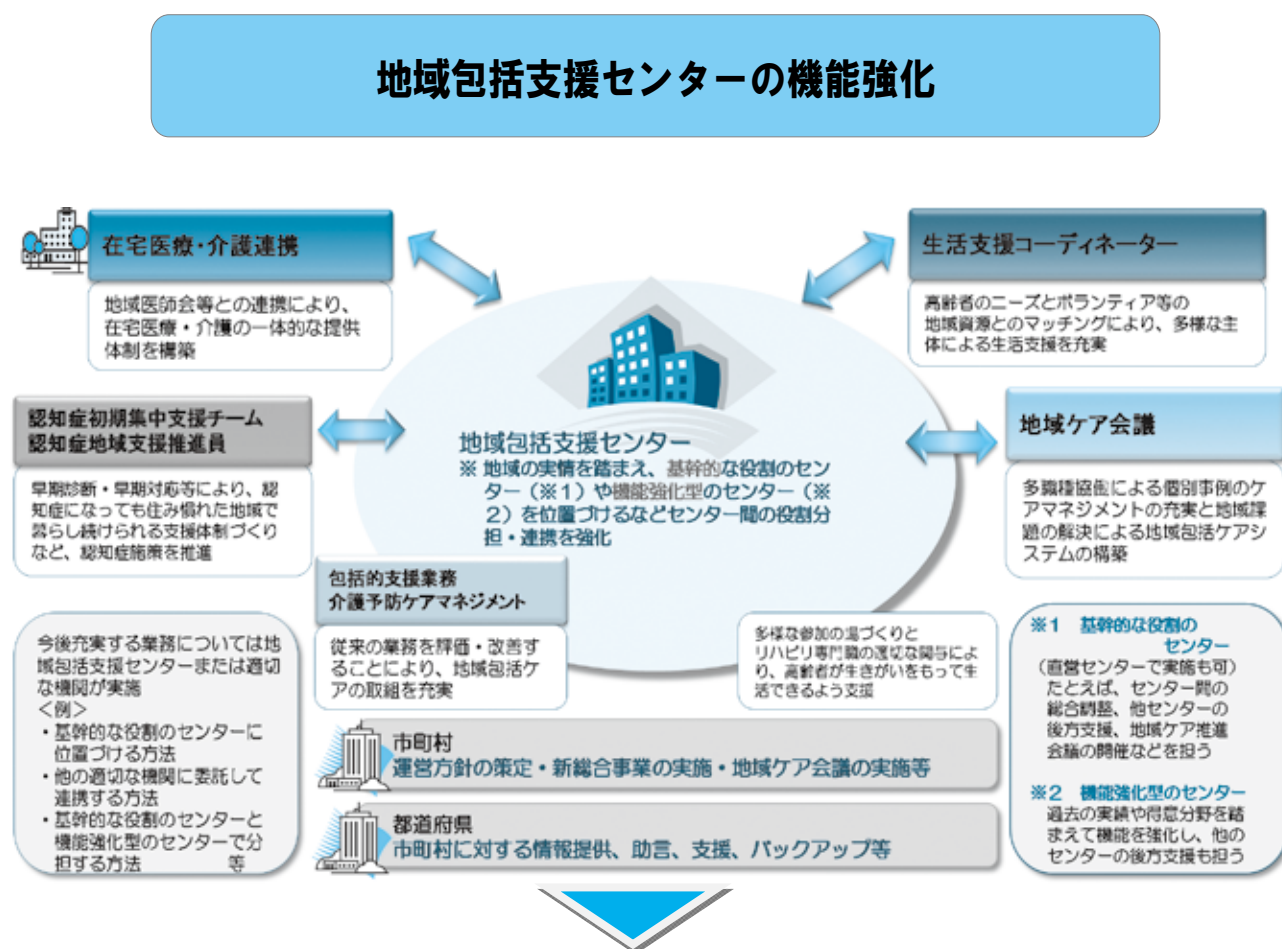 地域包括支援センターの機能強化
在宅医療・介護連携
地域医師会等との連携により、
在宅医療・介護の一体的な提供
体制を構築
生活支援コーディネーター
高齢者のニーズとボランティア等の
地域資源とのマッチングにより、多様な主
体による生活支援を充実
認知症初期集中支援チーム
認知症地域支援推進員
早期診断・早期対応等により、認
知症になっても住み慣れた地域で
暮らし続けられる支援体制づくり
など、認知症施策を推進
地域包括支援センター
※ 地域の実情を踏まえ、基幹的な役割のセン
ター（※１）や機能強化型のセンター（※
２）を位置づけるなどセンター間の役割分
担・連携を強化
地域ケア会議
多職種協働による個別事例のケ
アマネジメントの充実と地域課
題の解決による地域包括ケアシ
ステムの構築
包括的支援業務
介護予防ケアマネジメント
従来の業務を評価・改善す
ることにより、地域包括ケ
アの取組を充実
多様な参加の場づくりと
リハビリ専門職の適切な関与によ
り、高齢者が生きがいをもって生
活できるよう支援
今後充実する業務については地
域包括支援センターまたは適切
な機関が実施
＜例＞
・基幹的な役割のセンターに
位置づける方法
・他の適切な機関に委託して
連携する方法
・基幹的な役割のセンターと
機能強化型のセンターで分
担する方法 等
※１ 基幹的な役割の
センター
（直営センターで実施も可）
たとえば、センター間の
総合調整、他センターの
後方支援、地域ケア推進
会議の開催などを担う
※２ 機能強化型のセンター
過去の実績や得意分野を踏
まえて機能を強化し、他の
センターの後方支援も担う
市町村
運営方針の策定・新総合事業の実施・地域ケア会議の実施等
都道府県
市町村に対する情報提供、助言、支援、バックアップ等